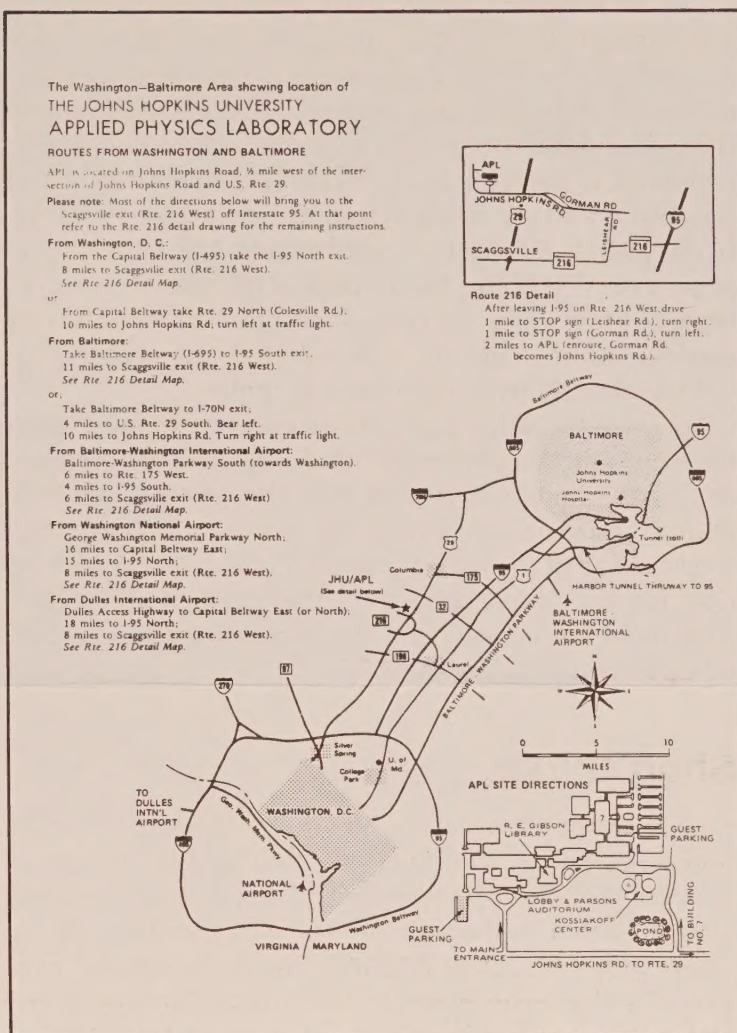 The Washington—Baltimore Area showing location of
THE JOHNS HOPKINS UNIVERSITY
APPLIED PHYSICS LABORATORY
ROUTES FROM WASHINGTON AND BALTIMORE
APL is located on Johns Hopkins Road, ½ mile west of the inter-
section of Johns Hopkins Road and U.S. Rte. 29.
Please note: Most of the directions below will bring you to the
Scaggsville exit (Rte. 216 West) off Interstate 95. At that point
refer to the Rte. 216 detail drawing for the remaining instructions.
From Washington, D. C.:
From the Capital Beltway (I-495) take the I-95 North exit.
8 miles to Scaggsville exit (Rte. 216 West).
See Rte 216 Detail Map.
or
From Capital Beltway take Rte. 29 North (Colesville Rd.).
10 miles to Johns Hopkins Rd; turn left at traffic light.
From Baltimore:
Take Baltimore Beltway (I-695) to I-95 South exit.
11 miles to Scaggsville exit (Rte. 216 West).
See Rte. 216 Detail Map.
or;
Take Baltimore Beltway to I-70N exit;
4 miles to U.S. Rte. 29 South. Bear left.
10 miles to Johns Hopkins Rd. Turn right at traffic light.
From Baltimore-Washington International Airport:
Baltimore-Washington Parkway South (towards Washington).
6 miles to Rte. 175 West.
4 miles to I-95 South.
6 miles to Scaggsville exit (Rte. 216 West)
See Rte. 216 Detail Map.
From Washington National Airport:
George Washington Memorial Parkway North;
16 miles to Capital Beltway East;
15 miles to I-95 North;
8 miles to Scaggsville exit (Rte. 216 West).
See Rte. 216 Detail Map.
From Dulles International Airport:
Dulles Access Highway to Capital Beltway East (or North);
18 miles to I-95 North;
8 miles to Scaggsville exit (Rte. 216 West).
See Rte. 216 Detail Map.
APL
JOHNS HOPKINS RD.
GORMAN RD
29
LEISHEAR RD
95
SCAGGSVILLE
216
216
Route 216 Detail
After leaving I-95 on Rte. 216 West, drive—
1 mile to STOP sign (Leishear Rd.), turn right.
1 mile to STOP sign (Gorman Rd.), turn left.
2 miles to APL (enroute, Gorman Rd.
becomes Johns Hopkins Rd.).
Baltimore Beltway
695
BALTIMORE
95
Johns Hopkins
University
695
Johns Hopkins
Hospital
Tunnel (toll)
29
Columbia
175
95
1
HARBOR TUNNEL THRUWAY TO 95
JHU/APL
(See detail below)
32
216
BALTIMORE -
WASHINGTON
INTERNATIONAL
AIRPORT
198
Laurel
BALTIMORE - WASHINGTON PARKWAY
97
270
Silver
Spring
U. of
Md.
College
Park
WASHINGTON, D.C.
TO
DULLES
INT'L
AIRPORT
Geo. Wash. Mem. Pkwy
495
95
NATIONAL
AIRPORT
Washington Beltway
VIRGINIA
MARYLAND
0 5 10
MILES
APL SITE DIRECTIONS
7
R. E. GIBSON
LIBRARY
GUEST
PARKING
LOBBY & PARSONS
AUDITORIUM
KOSSIAKOFF
CENTER
POND
TO BUILDING
NO. 7
GUEST
PARKING
TO MAIN
ENTRANCE
JOHNS HOPKINS RD. TO RTE. 29